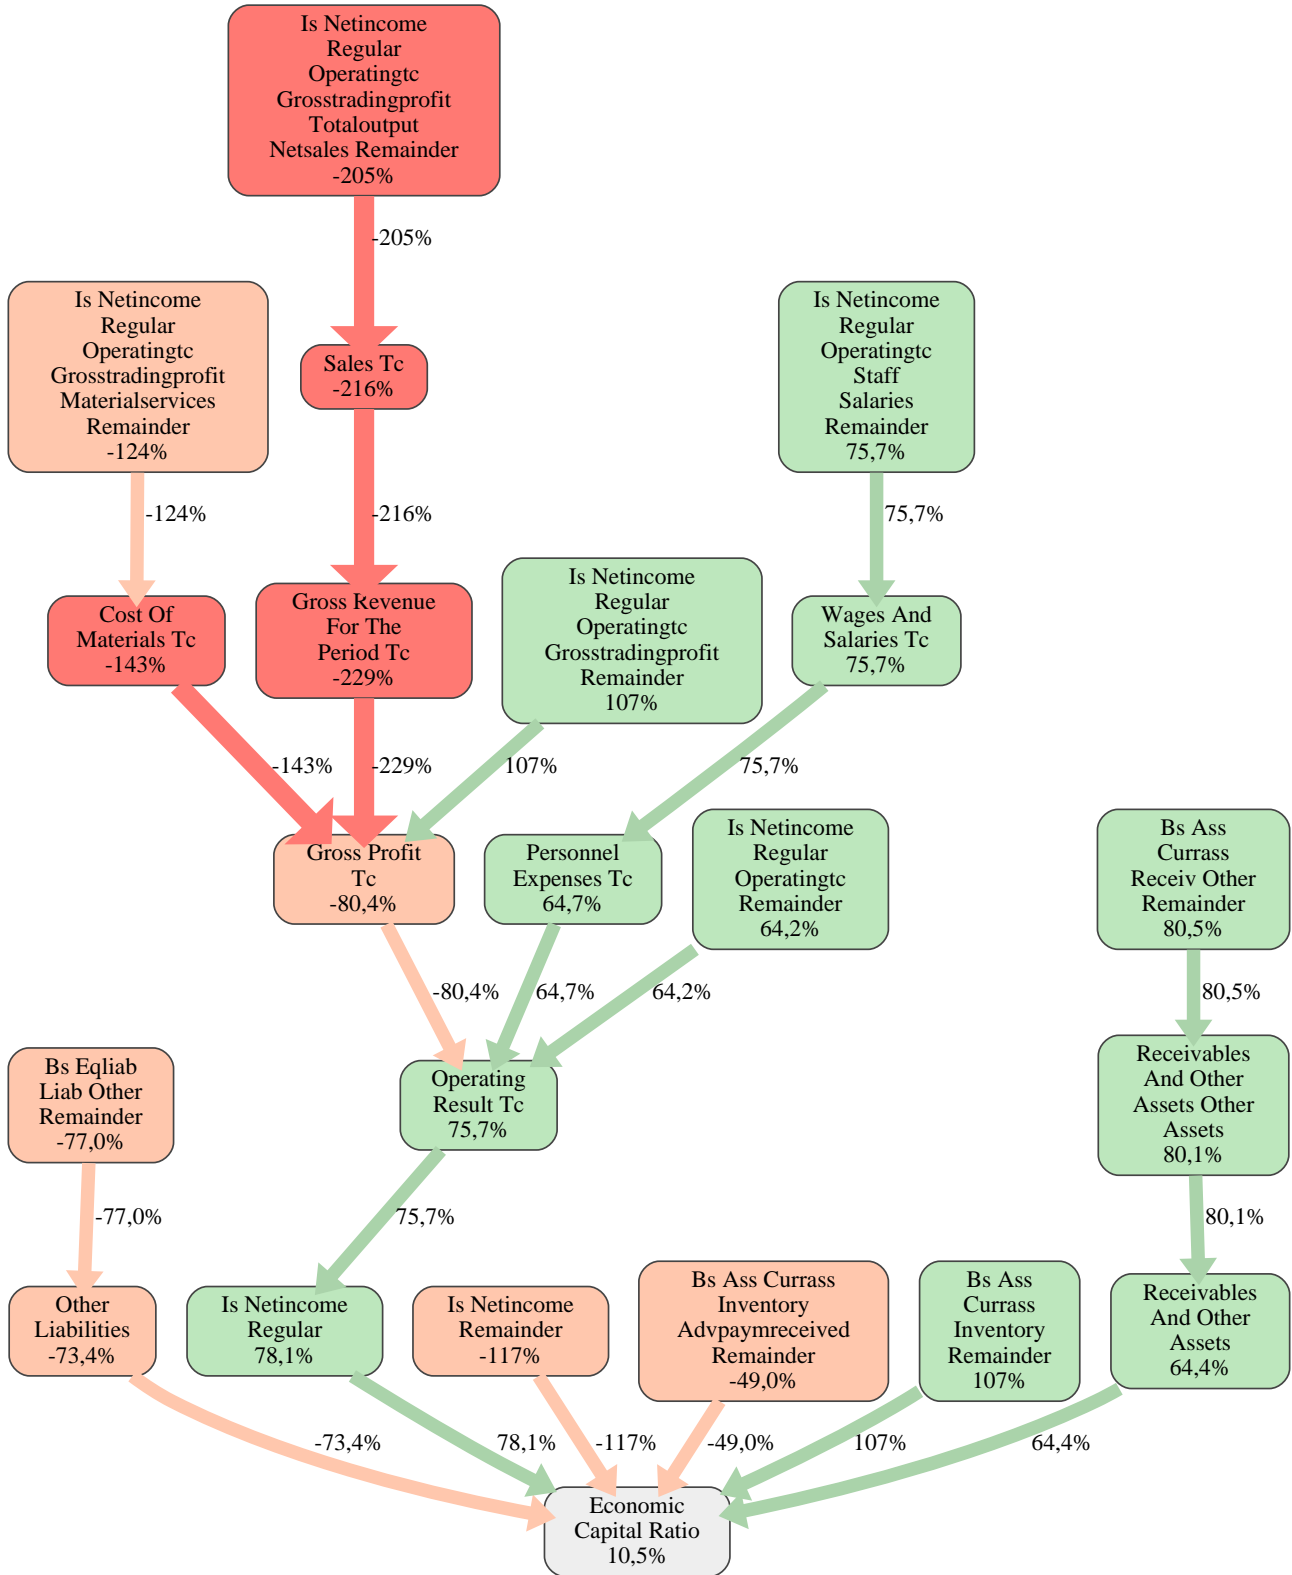 Is Netincome
Regular
Operatingtc
Grosstradingprofit
Totaloutput
Netsales Remainder
-205%
-205%
Is Netincome
Regular
Operatingtc
Grosstradingprofit
Materialservices
Remainder
-124%
Sales Tc
-216%
Is Netincome
Regular
Operatingtc
Staff
Salaries
Remainder
75,7%
-124%
-216%
75,7%
Cost Of
Materials Tc
-143%
Gross Revenue
For The
Period Tc
-229%
Is Netincome
Regular
Operatingtc
Grosstradingprofit
Remainder
107%
Wages And
Salaries Tc
75,7%
-143%
-229%
107%
75,7%
Gross Profit
Tc
-80,4%
Personnel
Expenses Tc
64,7%
Is Netincome
Regular
Operatingtc
Remainder
64,2%
Bs Ass
Currass
Receiv Other
Remainder
80,5%
-80,4%
64,7%
64,2%
80,5%
Bs Eqliab
Liab Other
Remainder
-77,0%
Operating
Result Tc
75,7%
Receivables
And Other
Assets Other
Assets
80,1%
-77,0%
75,7%
80,1%
Other
Liabilities
-73,4%
Is Netincome
Regular
78,1%
Is Netincome
Remainder
-117%
Bs Ass Currass
Inventory
Advpaymreceived
Remainder
-49,0%
Bs Ass
Currass
Inventory
Remainder
107%
Receivables
And Other
Assets
64,4%
-73,4%
78,1%
-117%
-49,0%
107%
64,4%
Economic
Capital Ratio
10,5%